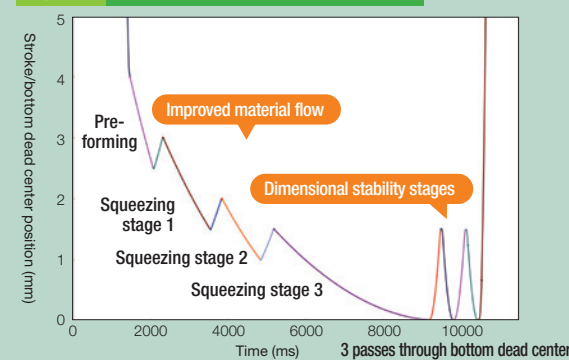 Stroke/bottom dead center position (mm)
5
4
3
2
1
0
Pre-
forming
Improved material flow
Dimensional stability stages
Squeezing
stage 1
Squeezing stage 2
Squeezing stage 3
0
2000
4000
6000
8000
10000
Time (ms)
3 passes through bottom dead center